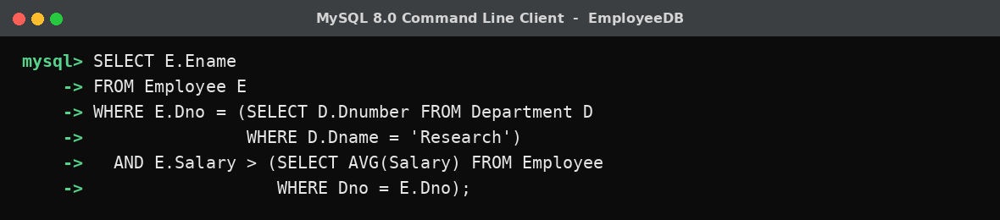 MySQL 8.0 Command Line Client - EmployeeDB
mysql> SELECT E.Ename
-> FROM Employee E
-> WHERE E.Dno = (SELECT D.Dnumber FROM Department D
-> WHERE D.Dname = 'Research')
-> AND E.Salary > (SELECT AVG(Salary) FROM Employee
-> WHERE Dno = E.Dno);